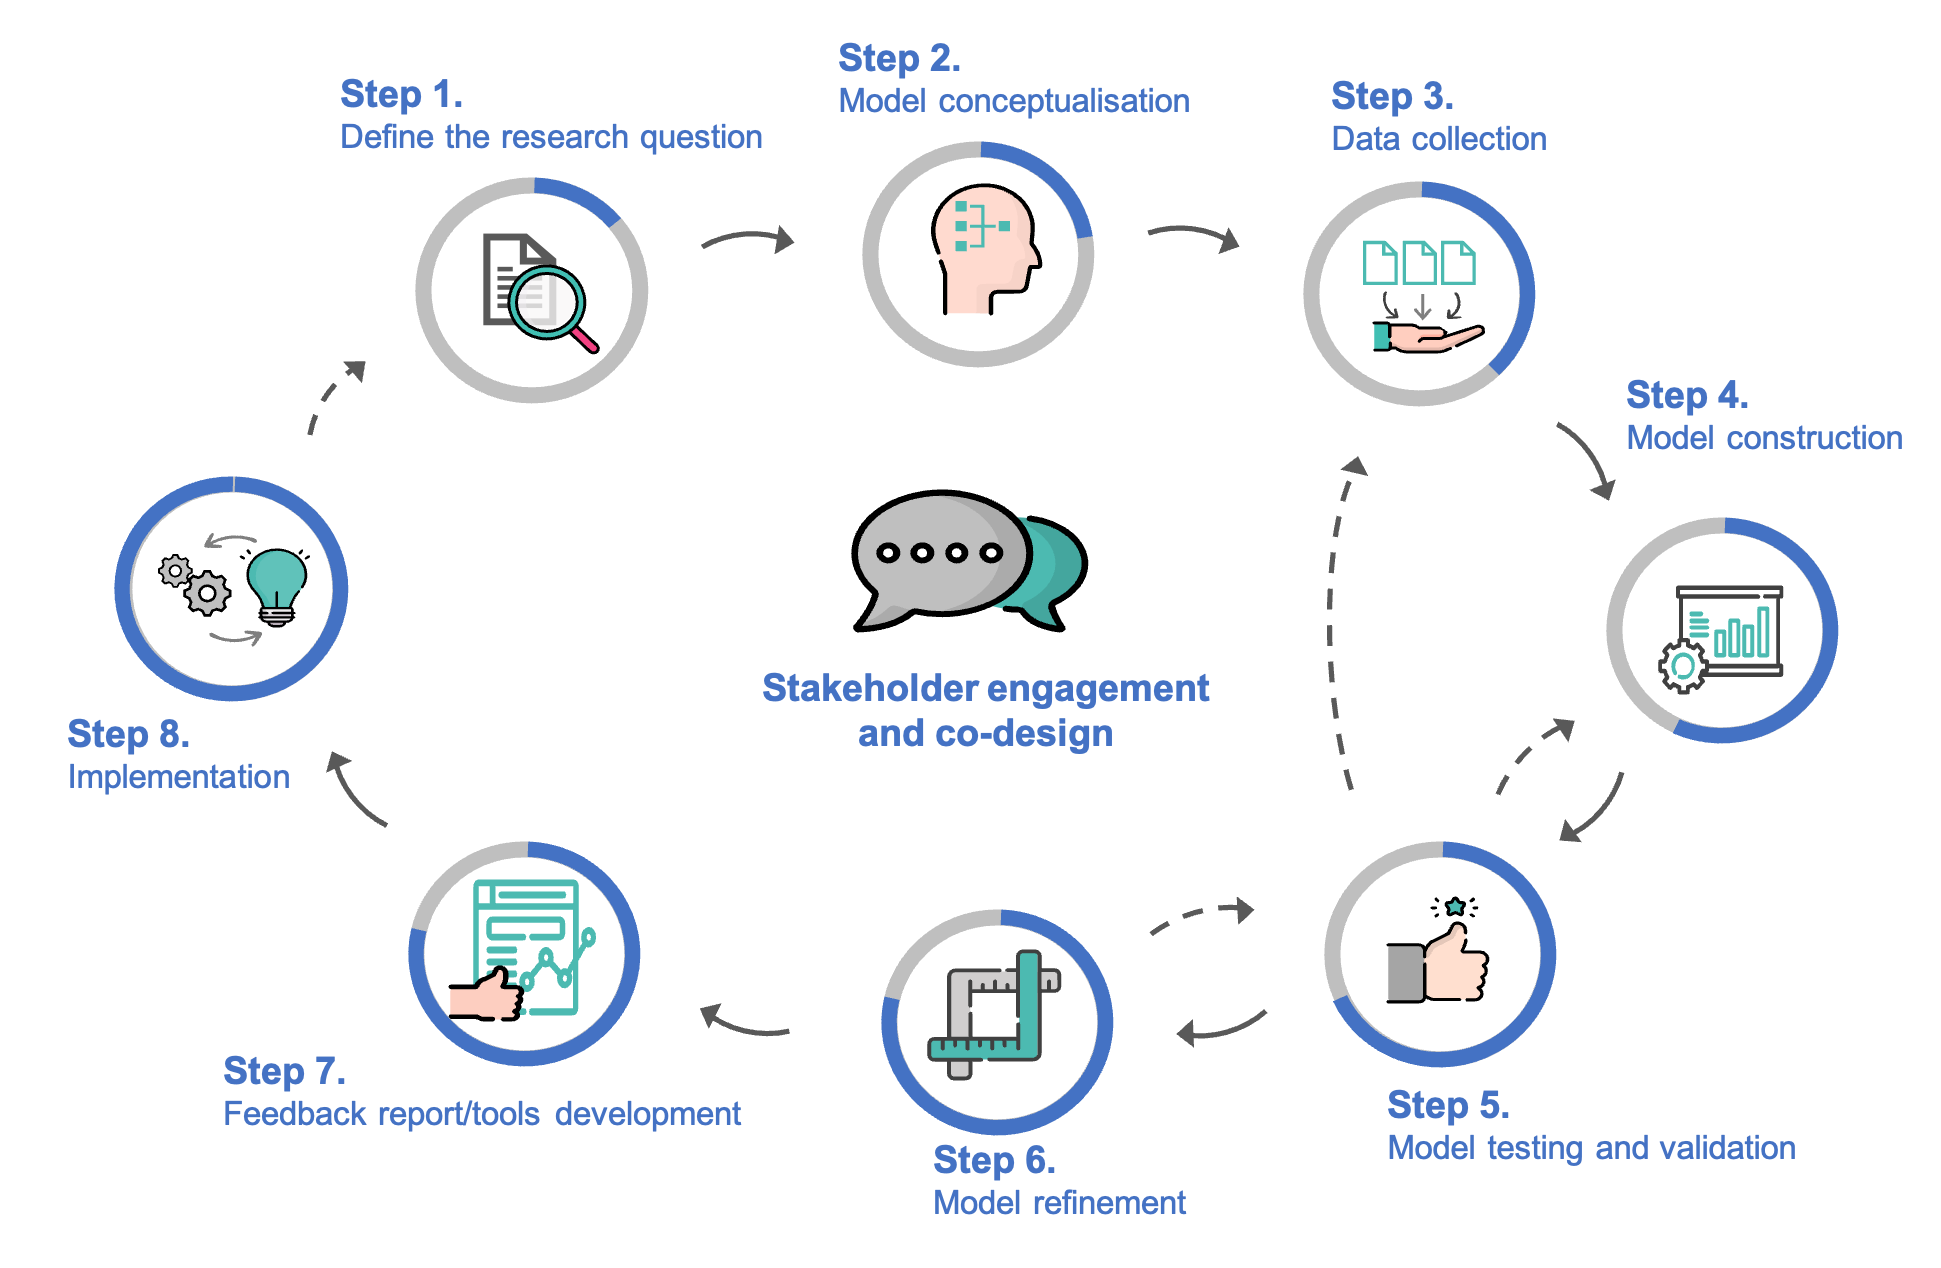 Step 1.
Define the research question
Step 2.
Model conceptualisation
Step 3.
Data collection
Step 4.
Model construction
Stakeholder engagement
and co-design
Step 5.
Model testing and validation
Step 6.
Model refinement
Step 7.
Feedback report/tools development
Step 8.
Implementation